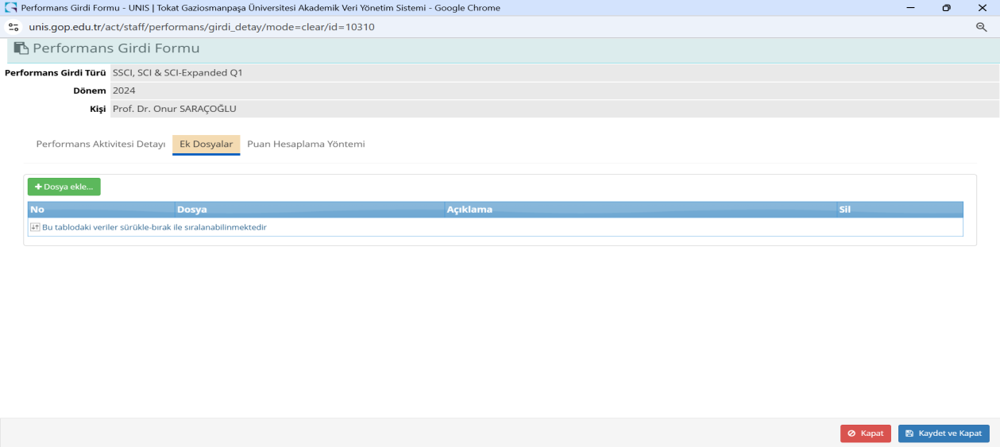 Performans Girdi Formu - UNIS | Tokat Gaziosmanpaşa Üniversitesi Akademik Veri Yönetim Sistemi - Google Chrome
unis.gop.edu.tr/act/staff/performans/girdi_detay/mode=clear/id=10310
Performans Girdi Formu
Performans Girdi Türü SSCI, SCI & SCI-Expanded Q1
Dönem 2024
Kişi Prof. Dr. Onur SARAÇOĞLU
Performans Aktivitesi Detayı Ek Dosyalar Puan Hesaplama Yöntemi
+ Dosya ekle...
No Dosya Açıklama Sil
Bu tablodaki veriler sürükle-bırak ile sıralanabilinmektedir
Kapat Kaydet ve Kapat